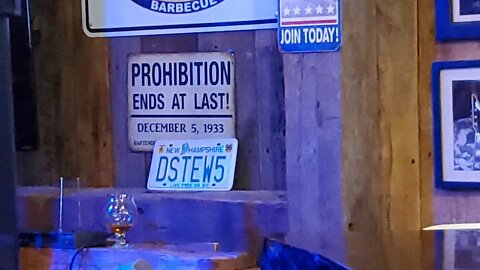 BARBECUE
JOIN TODAY!
PROHIBITION
ENDS AT LAST!
DECEMBER 5, 1933
NEW HAMPSHIRE
DSTEW5